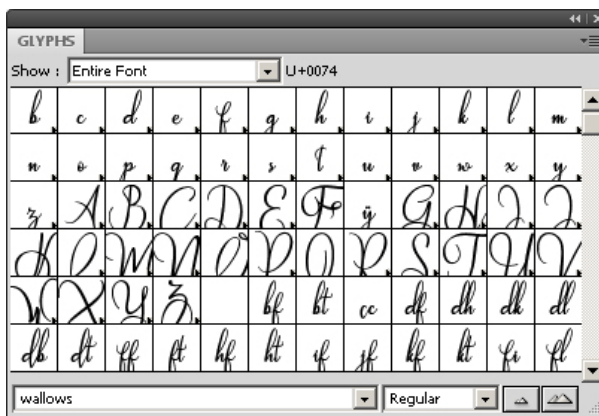 GLYPHS
Show : Entire Font U+0074
b c d e f g h i j k l m
n o p q r s t u v w x y
z A B C D E F ÿ G H I J
K L M N O P Q R S T U V
W X Y Z bf bt cc df dh dk dl
db dt ff ft hf ht if jf kf kt fi fl
wallows Regular